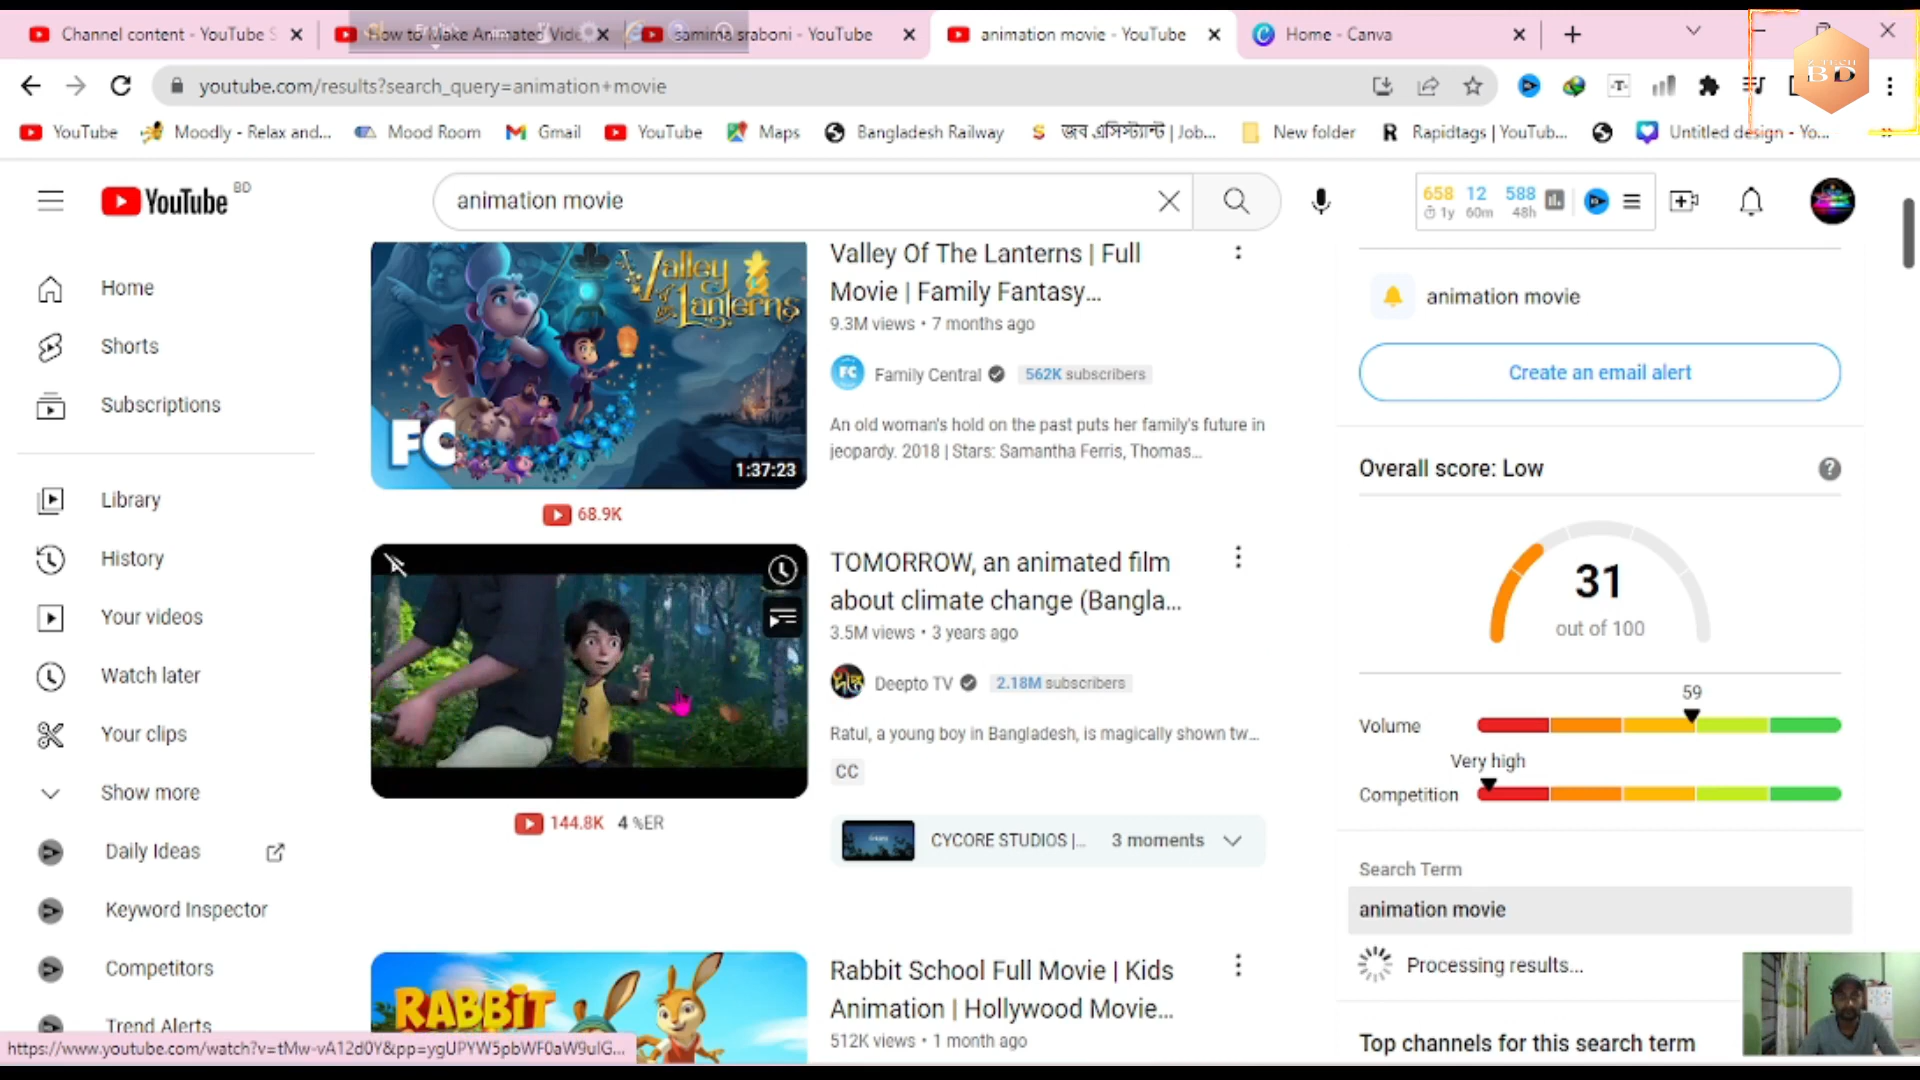 Channel content - YouTube S
How to Make Animated Vide
samima sraboni - YouTube
animation movie - YouTube
Home - Canva
youtube.com/results?search_query=animation+movie
BD
YouTube
Moodly - Relax and...
Mood Room
Gmail
YouTube
Maps
Bangladesh Railway
জব এসিস্ট্যান্ট | Job...
New folder
Rapidtags | YouTub...
Untitled design - Yo...
YouTube BD
animation movie
658 12 588
1y 60m 48h
Home
Shorts
Subscriptions
Library
History
Your videos
Watch later
Your clips
Show more
Daily Ideas
Keyword Inspector
Competitors
Trend Alerts
Valley of the Lanterns
FC
1:37:23
68.9K
Valley Of The Lanterns | Full
Movie | Family Fantasy...
9.3M views • 7 months ago
FC Family Central 562K subscribers
An old woman's hold on the past puts her family's future in
jeopardy. 2018 | Stars: Samantha Ferris, Thomas...
144.8K 4 %ER
TOMORROW, an animated film
about climate change (Bangla...
3.5M views • 3 years ago
Deepto TV 2.18M subscribers
Ratul, a young boy in Bangladesh, is magically shown tw...
CC
CYCORE STUDIOS |... 3 moments
RABBIT
Rabbit School Full Movie | Kids
Animation | Hollywood Movie...
512K views • 1 month ago
animation movie
Create an email alert
Overall score: Low
31
out of 100
59
Volume
Very high
Competition
Search Term
animation movie
Processing results...
Top channels for this search term
https://www.youtube.com/watch?v=tMw-vA12d0Y&pp=ygUPYW5pbWF0aW9uIG...